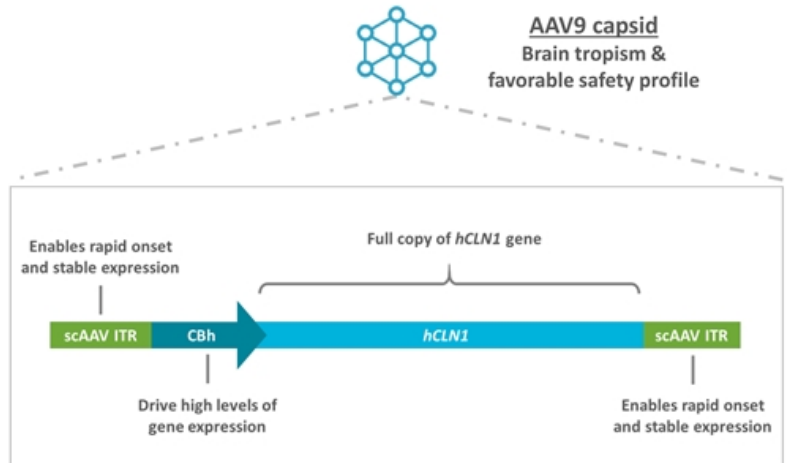 AAV9 capsid
Brain tropism &
favorable safety profile
Enables rapid onset
and stable expression
Full copy of hCLN1 gene
scAAV ITR
CBh
hCLN1
scAAV ITR
Drive high levels of
gene expression
Enables rapid onset
and stable expression